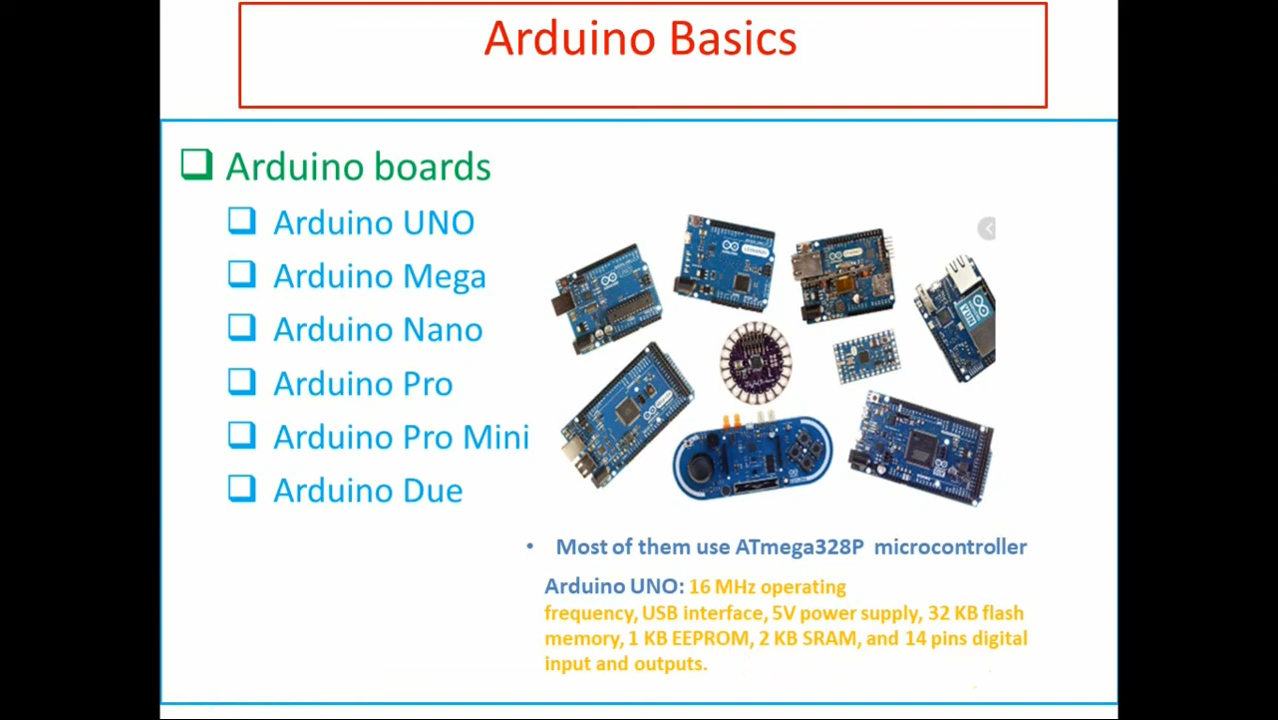 Arduino Basics
Arduino boards
Arduino UNO
Arduino Mega
Arduino Nano
Arduino Pro
Arduino Pro Mini
Arduino Due
• Most of them use ATmega328P microcontroller
Arduino UNO: 16 MHz operating
frequency, USB interface, 5V power supply, 32 KB flash
memory, 1 KB EEPROM, 2 KB SRAM, and 14 pins digital
input and outputs.